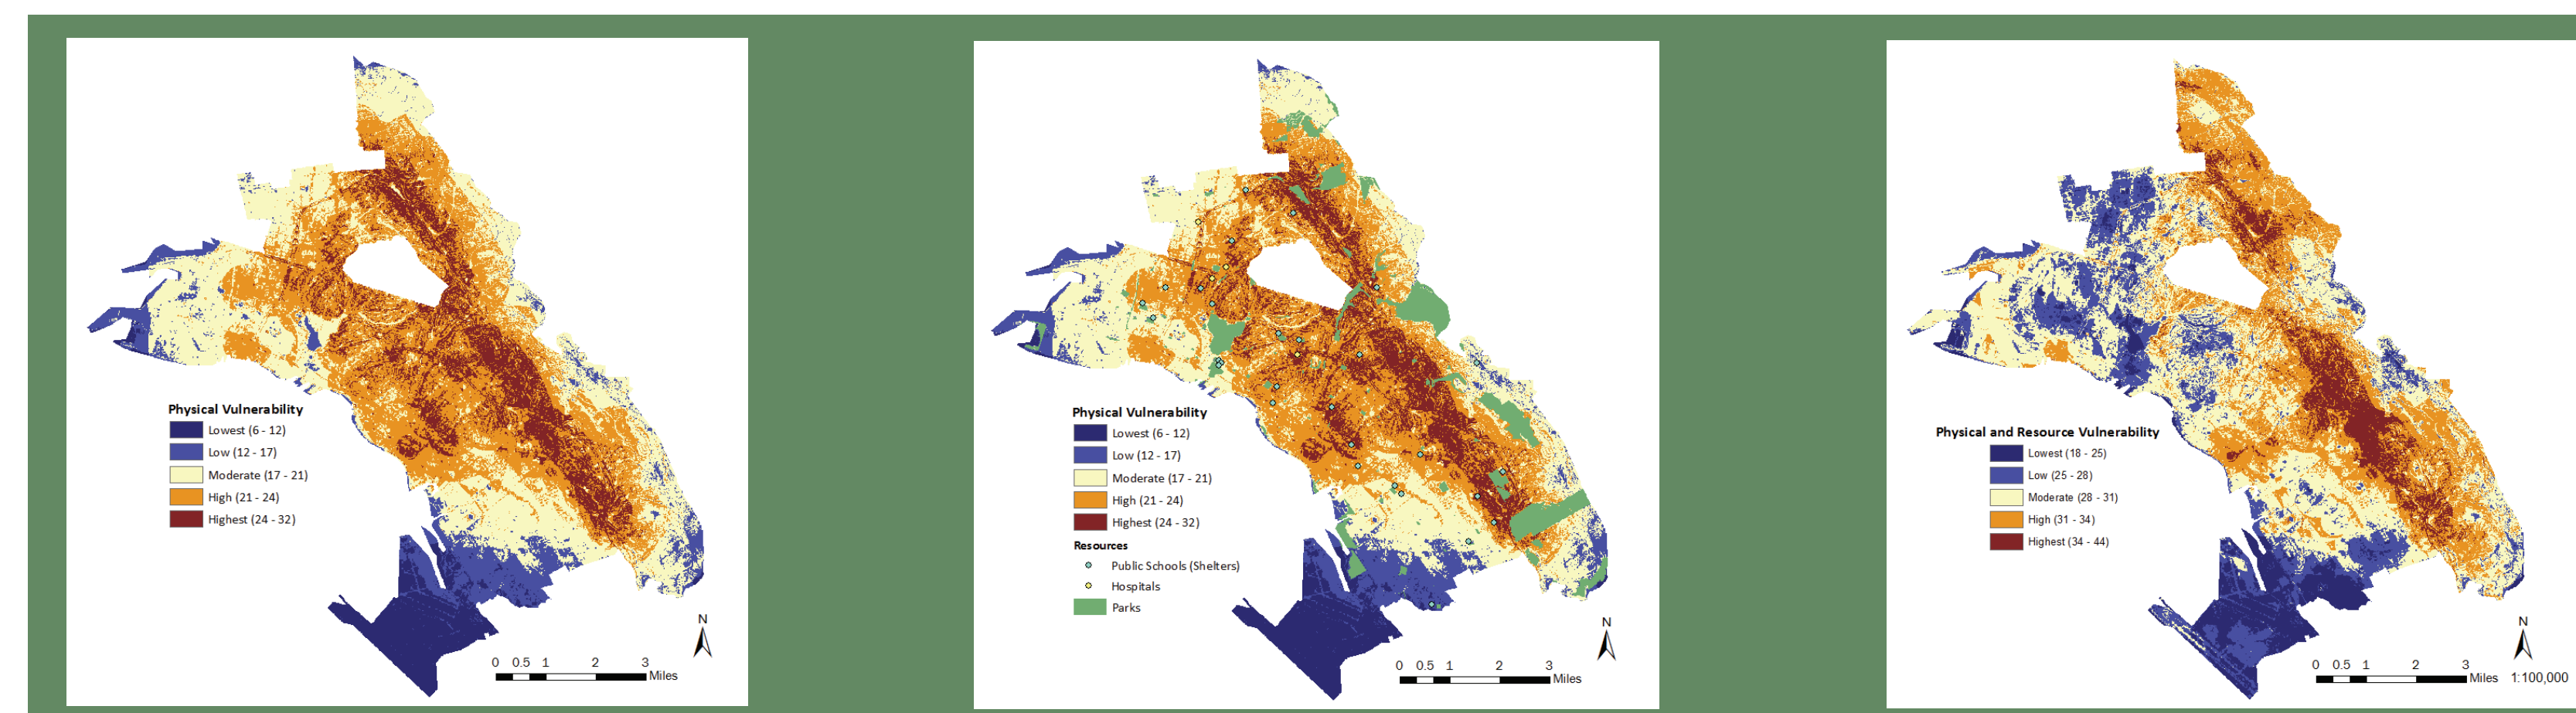 Physical Vulnerability
Lowest (6 - 12)
Low (12 - 17)
Moderate (17 - 21)
High (21 - 24)
Highest (24 - 32)
N
0 0.5 1 2 3
Miles
Physical Vulnerability
Lowest (6 - 12)
Low (12 - 17)
Moderate (17 - 21)
High (21 - 24)
Highest (24 - 32)
Resources
Public Schools (Shelters)
Hospitals
Parks
N
0 0.5 1 2 3
Miles
Physical and Resource Vulnerability
Lowest (18 - 25)
Low (25 - 28)
Moderate (28 - 31)
High (31 - 34)
Highest (34 - 44)
N
0 0.5 1 2 3
Miles 1:100,000